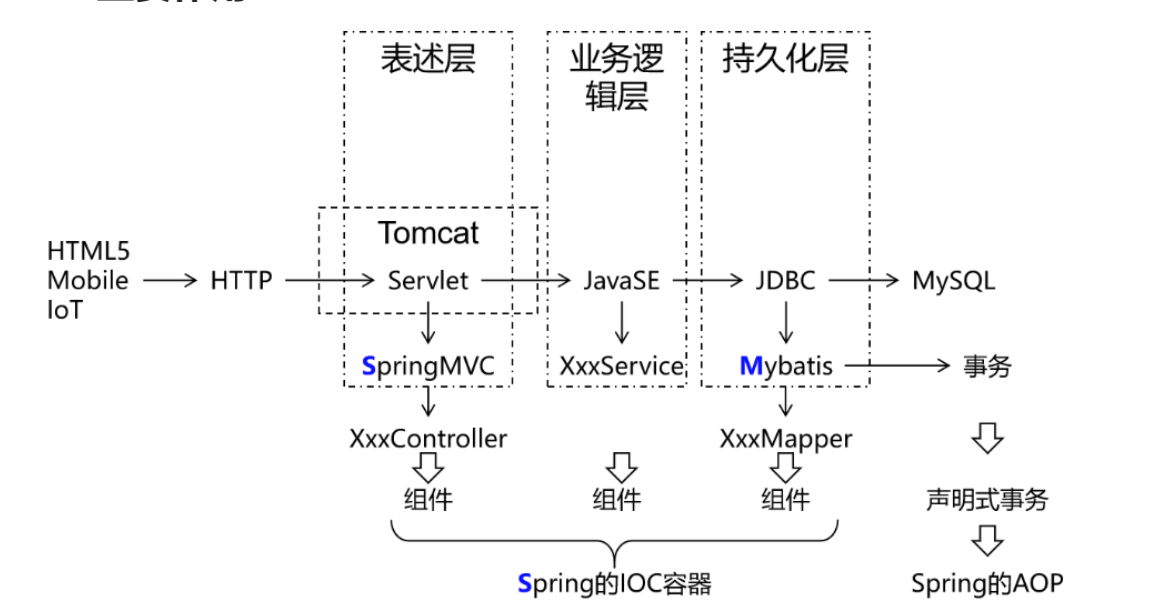 表述层
业务逻
辑层
持久化层
Tomcat
HTML5
Mobile
IoT
HTTP
Servlet
JavaSE
JDBC
MySQL
SpringMVC
XxxService
Mybatis
事务
XxxController
XxxMapper
组件
组件
组件
声明式事务
Spring的IOC容器
Spring的AOP